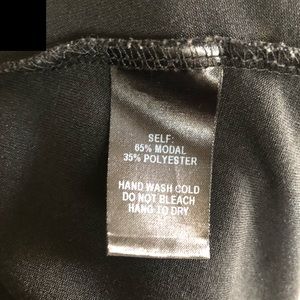 SELF:
65% MODAL
35% POLYESTER
HAND WASH COLD
DO NOT BLEACH
HANG TO DRY